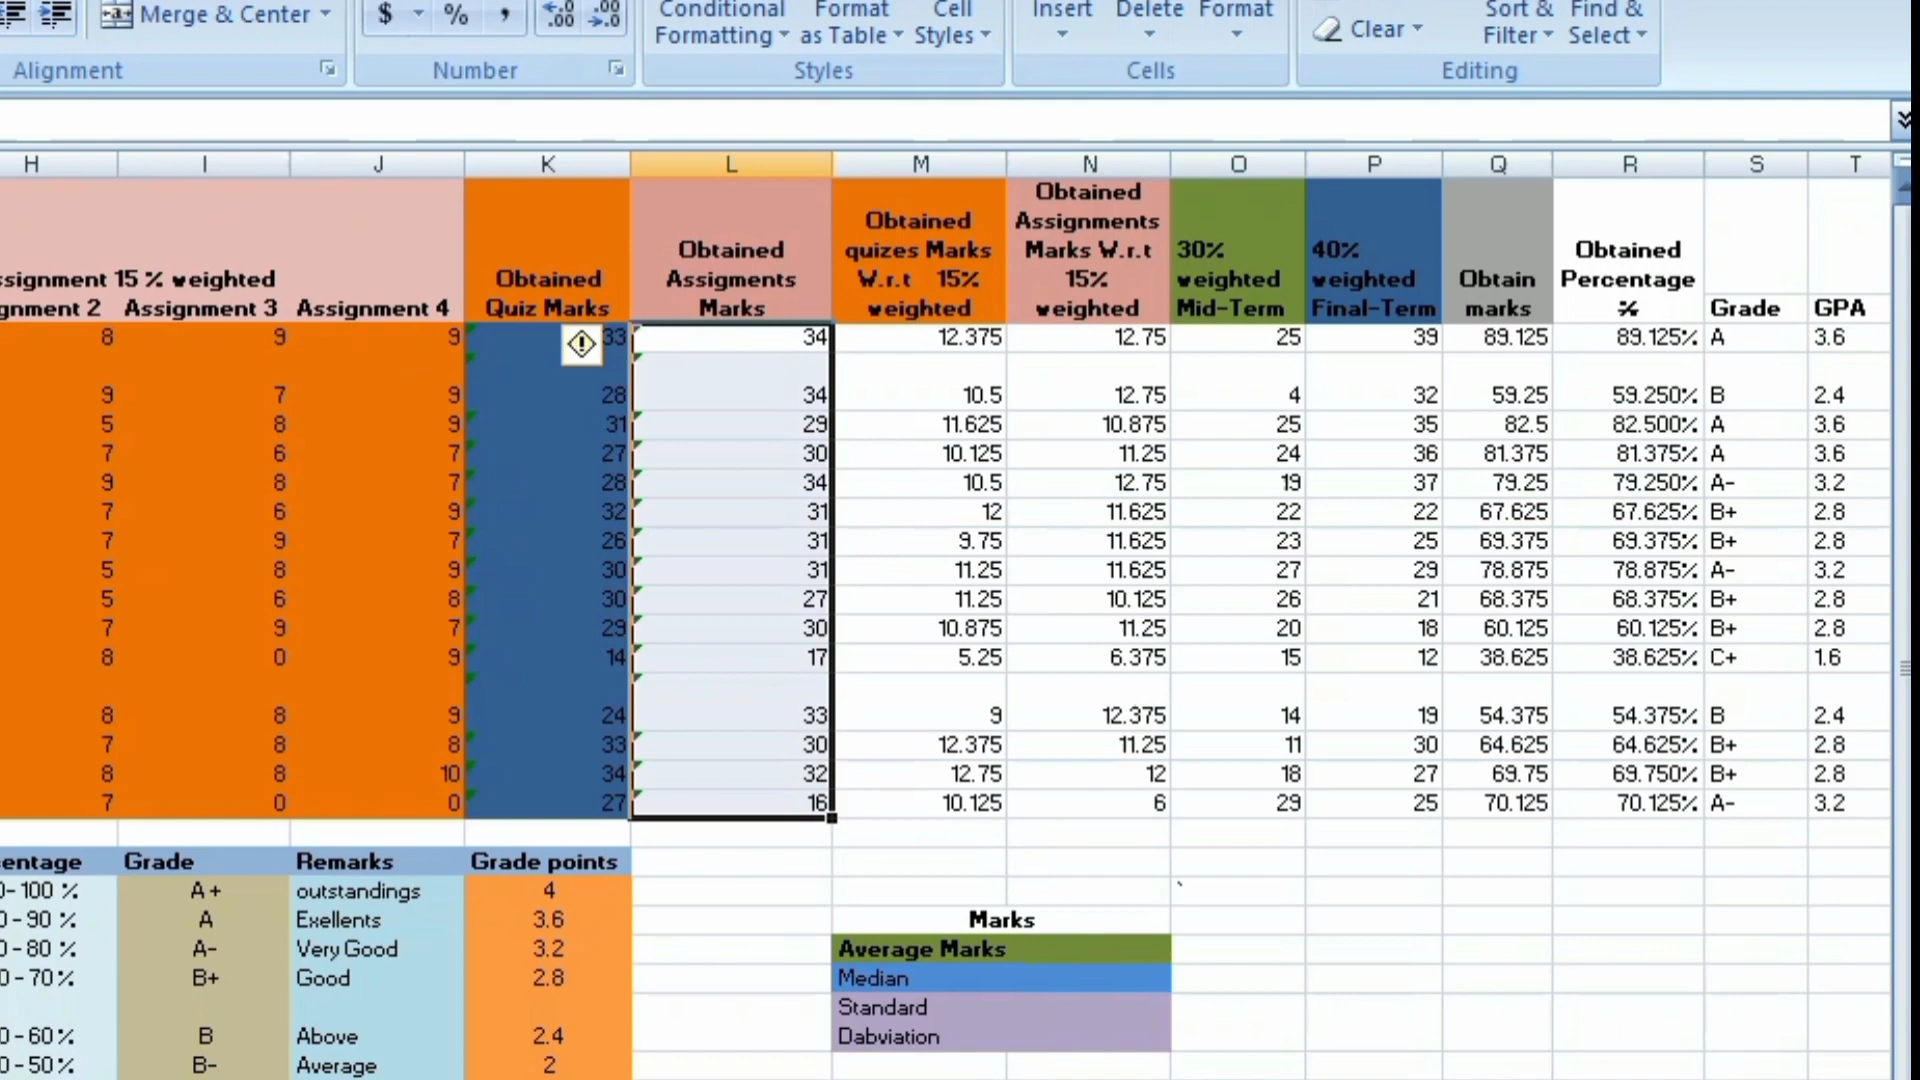 Merge & Center
$ % ,
Conditional Formatting
Format as Table
Cell Styles
Insert
Delete
Format
Clear
Sort & Filter
Find & Select
Alignment
Number
Styles
Cells
Editing
H I J K L M N O P Q R S T
ssignment 15 % weighted
gnment 2
Assignment 3
Assignment 4
Obtained
Quiz Marks
Obtained
Assigments
Marks
Obtained
quizes Marks
W.r.t 15%
weighted
Obtained
Assignments
Marks W.r.t
15%
weighted
30%
weighted
Mid-Term
40%
weighted
Final-Term
Obtain
marks
Obtained
Percentage
%
Grade
GPA
8 9 9 33 34 12.375 12.75 25 39 89.125 89.125% A 3.6
9 7 9 28 34 10.5 12.75 4 32 59.25 59.250% B 2.4
5 8 9 31 29 11.625 10.875 25 35 82.5 82.500% A 3.6
7 6 7 27 30 10.125 11.25 24 36 81.375 81.375% A 3.6
9 8 7 28 34 10.5 12.75 19 37 79.25 79.250% A- 3.2
7 6 9 32 31 12 11.625 22 22 67.625 67.625% B+ 2.8
7 9 7 26 31 9.75 11.625 23 25 69.375 69.375% B+ 2.8
5 8 9 30 31 11.25 11.625 27 29 78.875 78.875% A- 3.2
5 6 8 30 27 11.25 10.125 26 21 68.375 68.375% B+ 2.8
7 9 7 29 30 10.875 11.25 20 18 60.125 60.125% B+ 2.8
8 0 9 14 17 5.25 6.375 15 12 38.625 38.625% C+ 1.6
8 8 9 24 33 9 12.375 14 19 54.375 54.375% B 2.4
7 8 8 33 30 12.375 11.25 11 30 64.625 64.625% B+ 2.8
8 8 10 34 32 12.75 12 18 27 69.75 69.750% B+ 2.8
7 0 0 27 16 10.125 6 29 25 70.125 70.125% A- 3.2
entage Grade Remarks Grade points
0- 100 % A + outstandings 4
0 - 90 % A Exellents 3.6
0 - 80 % A- Very Good 3.2
0 - 70% B+ Good 2.8
0 - 60% B Above 2.4
0 - 50% B- Average 2
Marks
Average Marks
Median
Standard
Dabviation